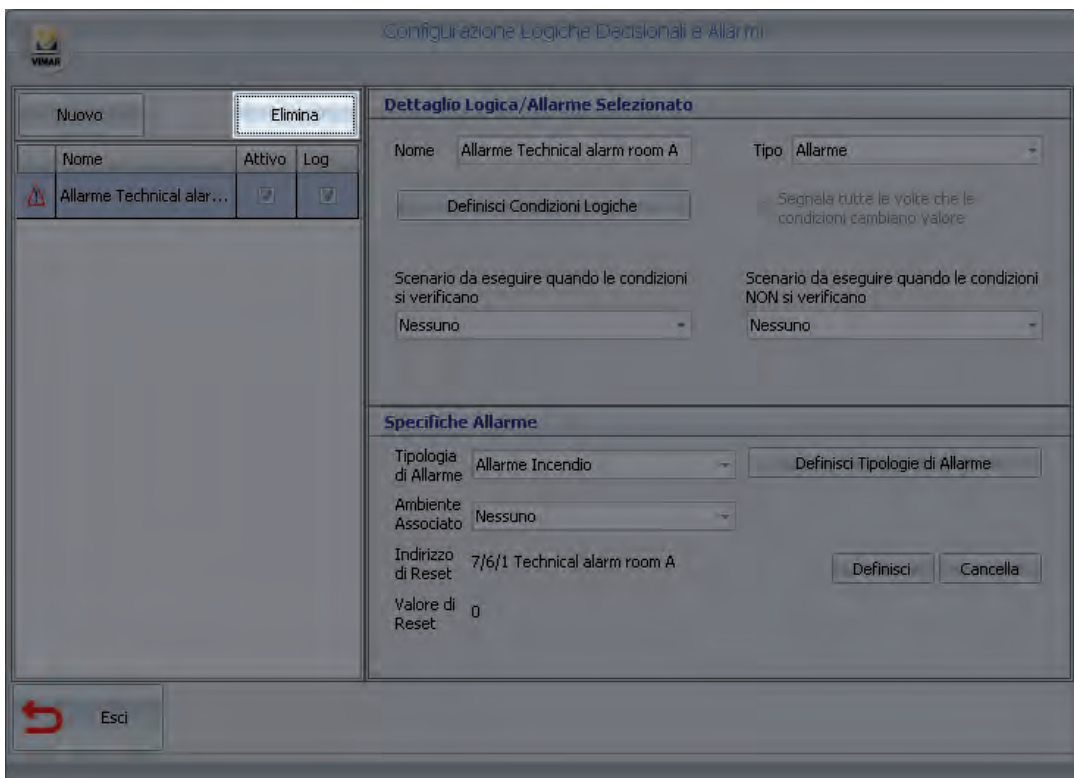 Configurazione Logiche Decisionali e Allarmi
VIMAR
Nuovo
Elimina
Nome
Attivo
Log
Allarme Technical alar...
Dettaglio Logica/Allarme Selezionato
Nome
Allarme Technical alarm room A
Tipo
Allarme
Definisci Condizioni Logiche
Segnala tutte le volte che le
condizioni cambiano valore
Scenario da eseguire quando le condizioni
si verificano
Nessuno
Scenario da eseguire quando le condizioni
NON si verificano
Nessuno
Specifiche Allarme
Tipologia
di Allarme
Allarme Incendio
Definisci Tipologie di Allarme
Ambiente
Associato
Nessuno
Indirizzo
di Reset
7/6/1 Technical alarm room A
Definisci
Cancella
Valore di
Reset
0
Esci